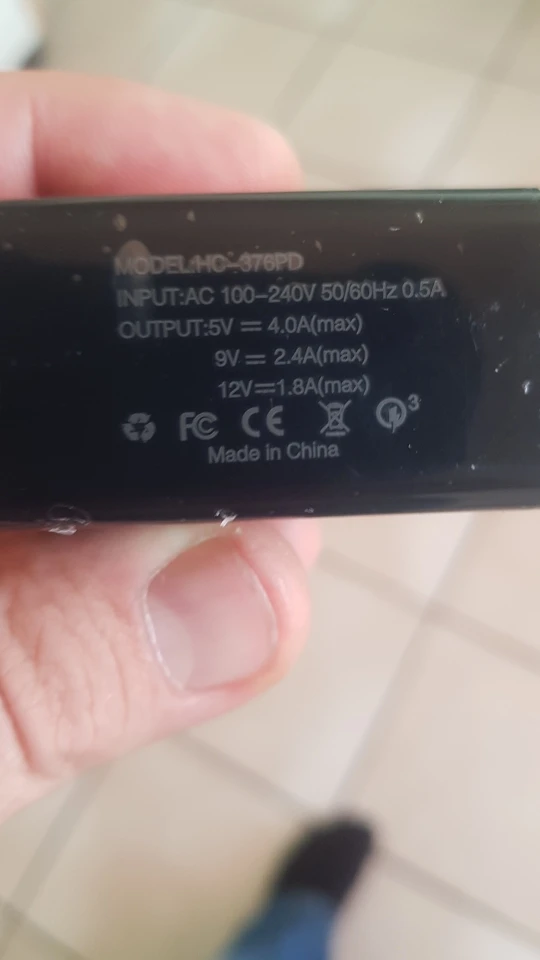 MODEL:HC-376PD
INPUT:AC 100-240V 50/60Hz 0.5A
OUTPUT:5V ⎓ 4.0A(max)
9V ⎓ 2.4A(max)
12V⎓1.8A(max)
FC CE 3
Made in China